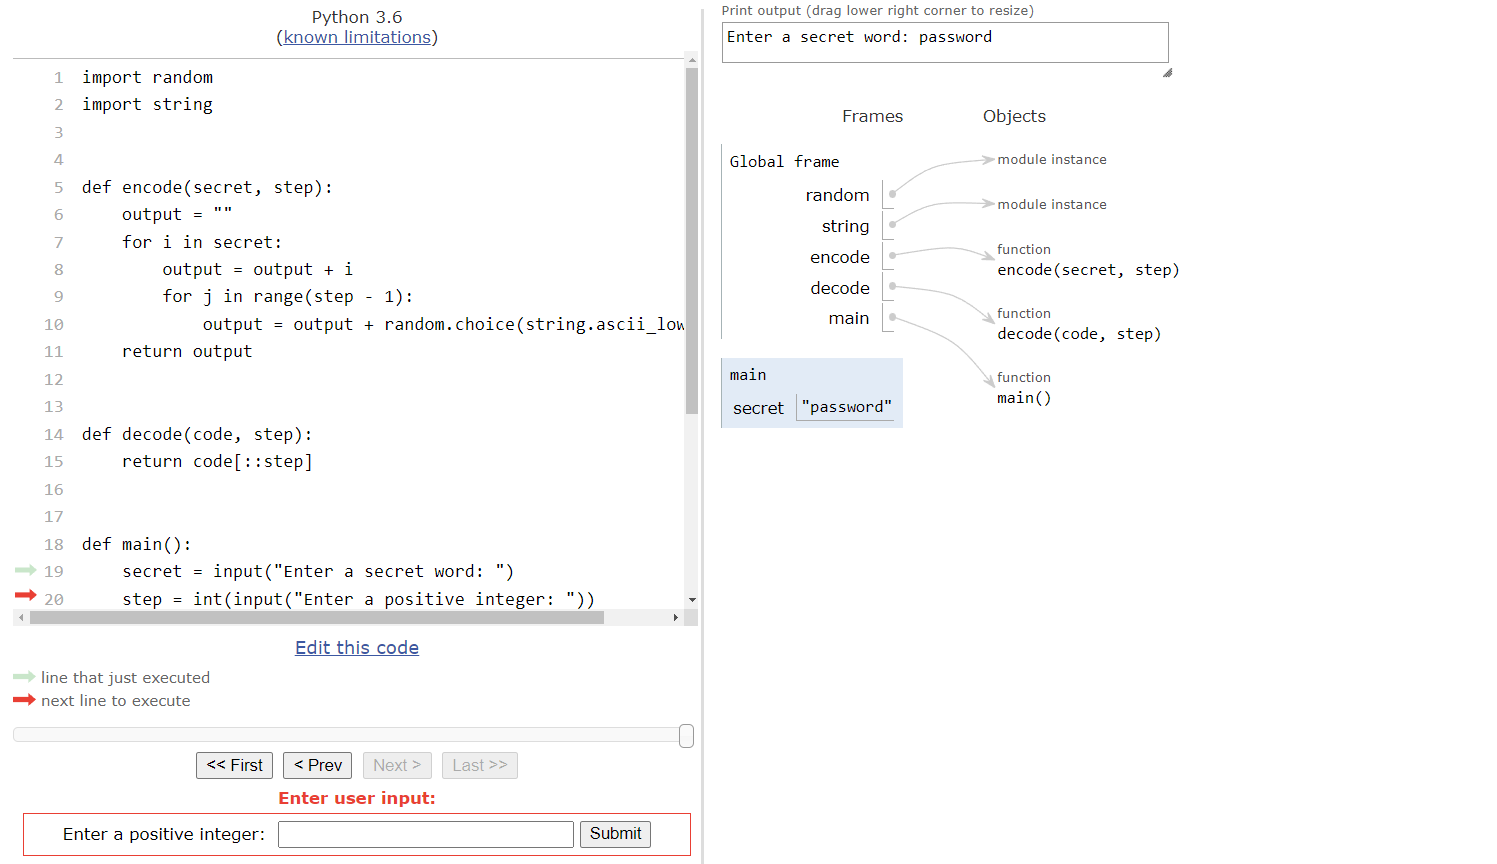 Python 3.6
(known limitations)
1 import random
2 import string
3
4
5 def encode(secret, step):
6     output = ""
7     for i in secret:
8         output = output + i
9         for j in range(step - 1):
10             output = output + random.choice(string.ascii_low
11     return output
12
13
14 def decode(code, step):
15     return code[::step]
16
17
18 def main():
19     secret = input("Enter a secret word: ")
20     step = int(input("Enter a positive integer: "))
Edit this code
line that just executed
next line to execute
<< First < Prev Next > Last >>
Enter user input:
Enter a positive integer: Submit
Print output (drag lower right corner to resize)
Enter a secret word: password
Frames Objects
Global frame
random
string
encode
decode
main
module instance
module instance
function
encode(secret, step)
function
decode(code, step)
function
main()
main
secret "password"